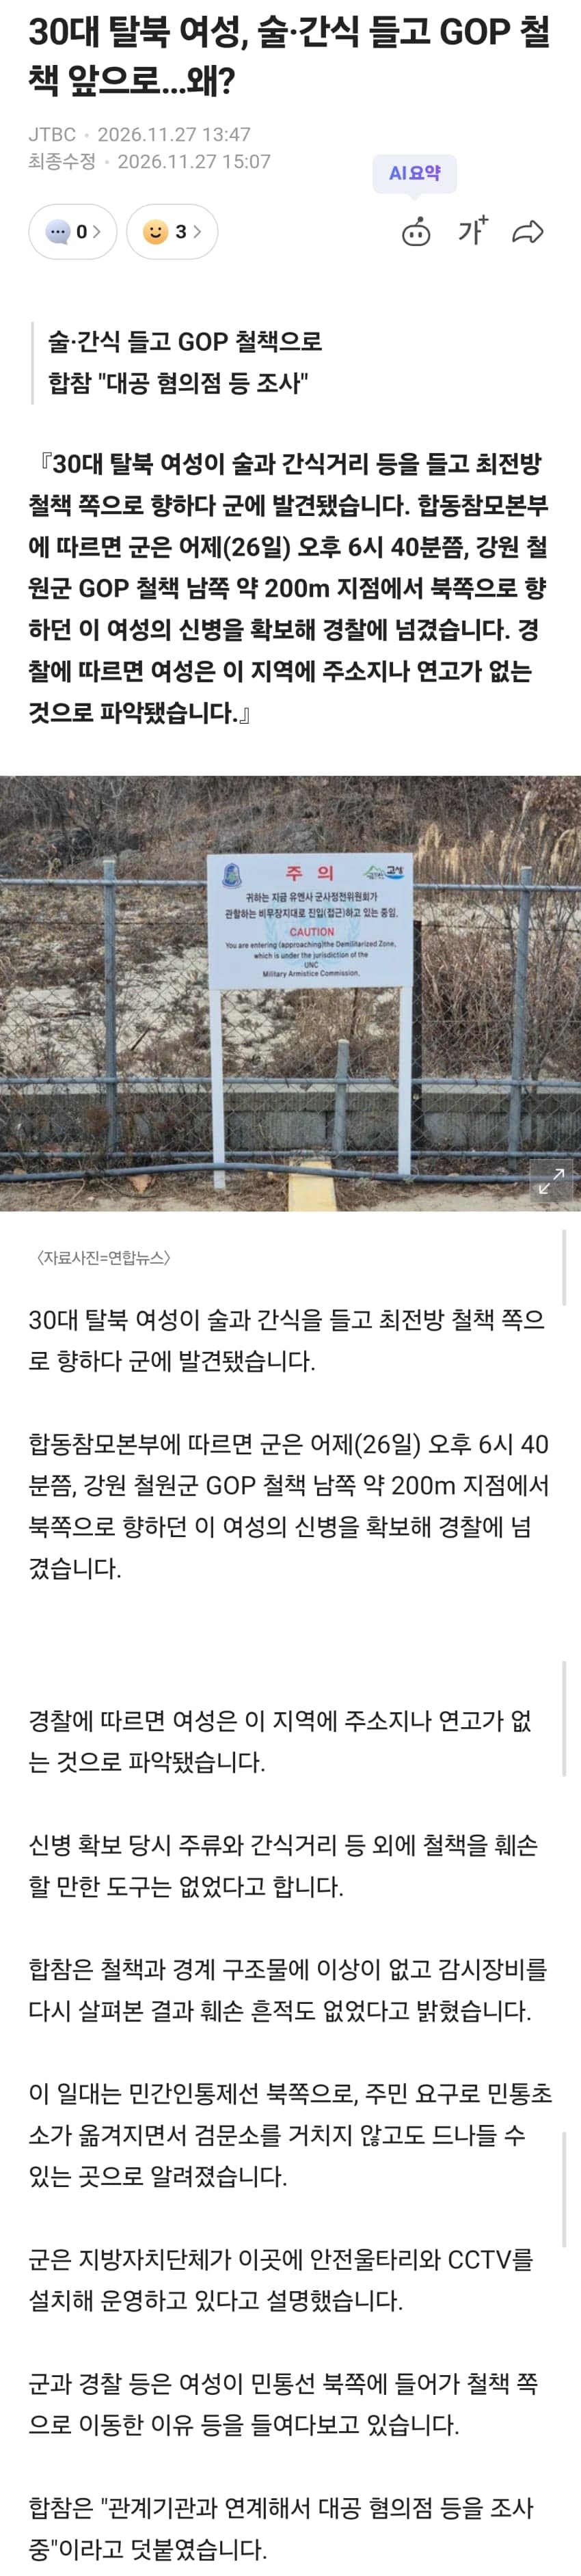 30대 탈북 여성, 술·간식 들고 GOP 철
책 앞으로...왜?
JTBC · 2026.11.27 13:47
최종수정 · 2026.11.27 15:07
AI요약
0
3
가+
술·간식 들고 GOP 철책으로
합참 "대공 혐의점 등 조사"
『30대 탈북 여성이 술과 간식거리 등을 들고 최전방
철책 쪽으로 향하다 군에 발견됐습니다. 합동참모본부
에 따르면 군은 어제(26일) 오후 6시 40분쯤, 강원 철
원군 GOP 철책 남쪽 약 200m 지점에서 북쪽으로 향
하던 이 여성의 신병을 확보해 경찰에 넘겼습니다. 경
찰에 따르면 여성은 이 지역에 주소지나 연고가 없는
것으로 파악됐습니다.』
주 의
고성
귀하는 지금 유엔사 군사정전위원회가
관할하는 비무장지대로 진입(접근)하고 있는 중임.
CAUTION
You are entering (approaching)the Demilitarized Zone,
which is under the jurisdiction of the
UNC
Military Armistice Commission.
〈자료사진=연합뉴스〉
30대 탈북 여성이 술과 간식을 들고 최전방 철책 쪽으
로 향하다 군에 발견됐습니다.
합동참모본부에 따르면 군은 어제(26일) 오후 6시 40
분쯤, 강원 철원군 GOP 철책 남쪽 약 200m 지점에서
북쪽으로 향하던 이 여성의 신병을 확보해 경찰에 넘
겼습니다.
경찰에 따르면 여성은 이 지역에 주소지나 연고가 없
는 것으로 파악됐습니다.
신병 확보 당시 주류와 간식거리 등 외에 철책을 훼손
할 만한 도구는 없었다고 합니다.
합참은 철책과 경계 구조물에 이상이 없고 감시장비를
다시 살펴본 결과 훼손 흔적도 없었다고 밝혔습니다.
이 일대는 민간인통제선 북쪽으로, 주민 요구로 민통초
소가 옮겨지면서 검문소를 거치지 않고도 드나들 수
있는 곳으로 알려졌습니다.
군은 지방자치단체가 이곳에 안전울타리와 CCTV를
설치해 운영하고 있다고 설명했습니다.
군과 경찰 등은 여성이 민통선 북쪽에 들어가 철책 쪽
으로 이동한 이유 등을 들여다보고 있습니다.
합참은 "관계기관과 연계해서 대공 혐의점 등을 조사
중"이라고 덧붙였습니다.